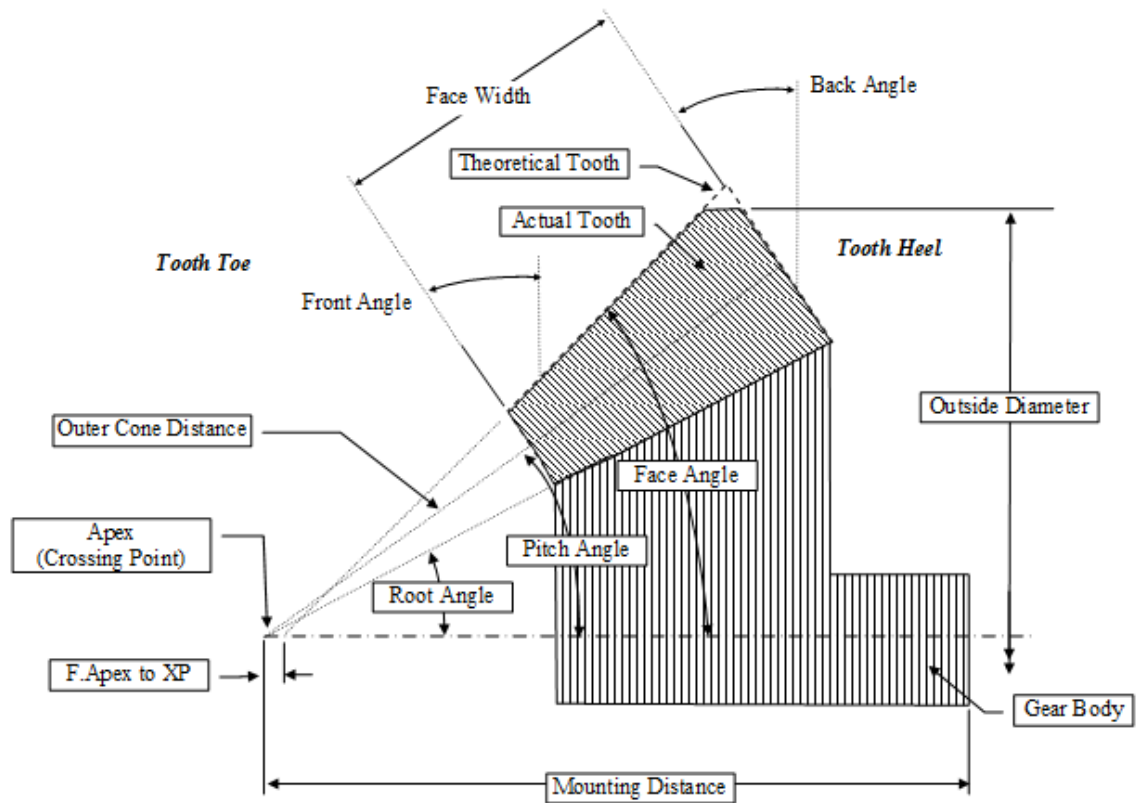 Face Width
Back Angle
Theoretical Tooth
Actual Tooth
Tooth Toe
Tooth Heel
Front Angle
Outer Cone Distance
Outside Diameter
Face Angle
Apex
(Crossing Point)
Pitch Angle
Root Angle
F.Apex to XP
Gear Body
Mounting Distance